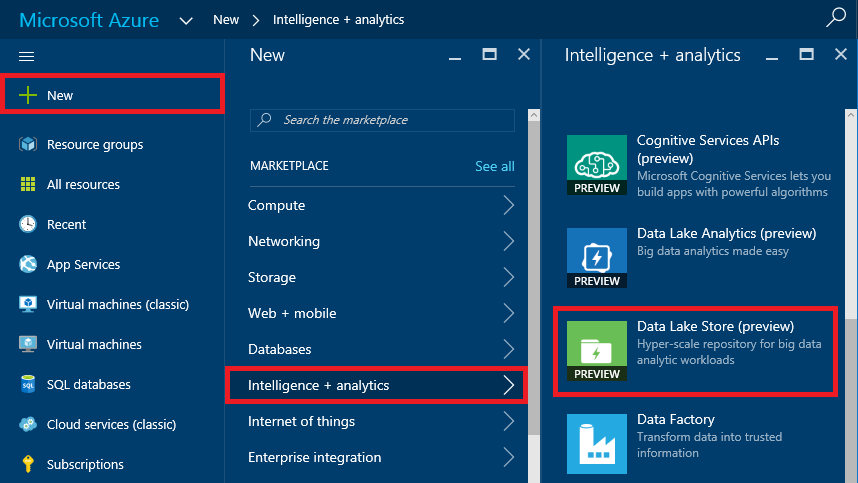 Microsoft Azure
New
Intelligence + analytics
New
Resource groups
All resources
Recent
App Services
Virtual machines (classic)
Virtual machines
SQL
SQL databases
Cloud services (classic)
Subscriptions
New
Search the marketplace
MARKETPLACE
See all
Compute
Networking
Storage
Web + mobile
Databases
Intelligence + analytics
Internet of things
Enterprise integration
Intelligence + analytics
PREVIEW
Cognitive Services APIs
(preview)
Microsoft Cognitive Services lets you
build apps with powerful algorithms
PREVIEW
Data Lake Analytics (preview)
Big data analytics made easy
PREVIEW
Data Lake Store (preview)
Hyper-scale repository for big data
analytic workloads
Data Factory
Transform data into trusted
information